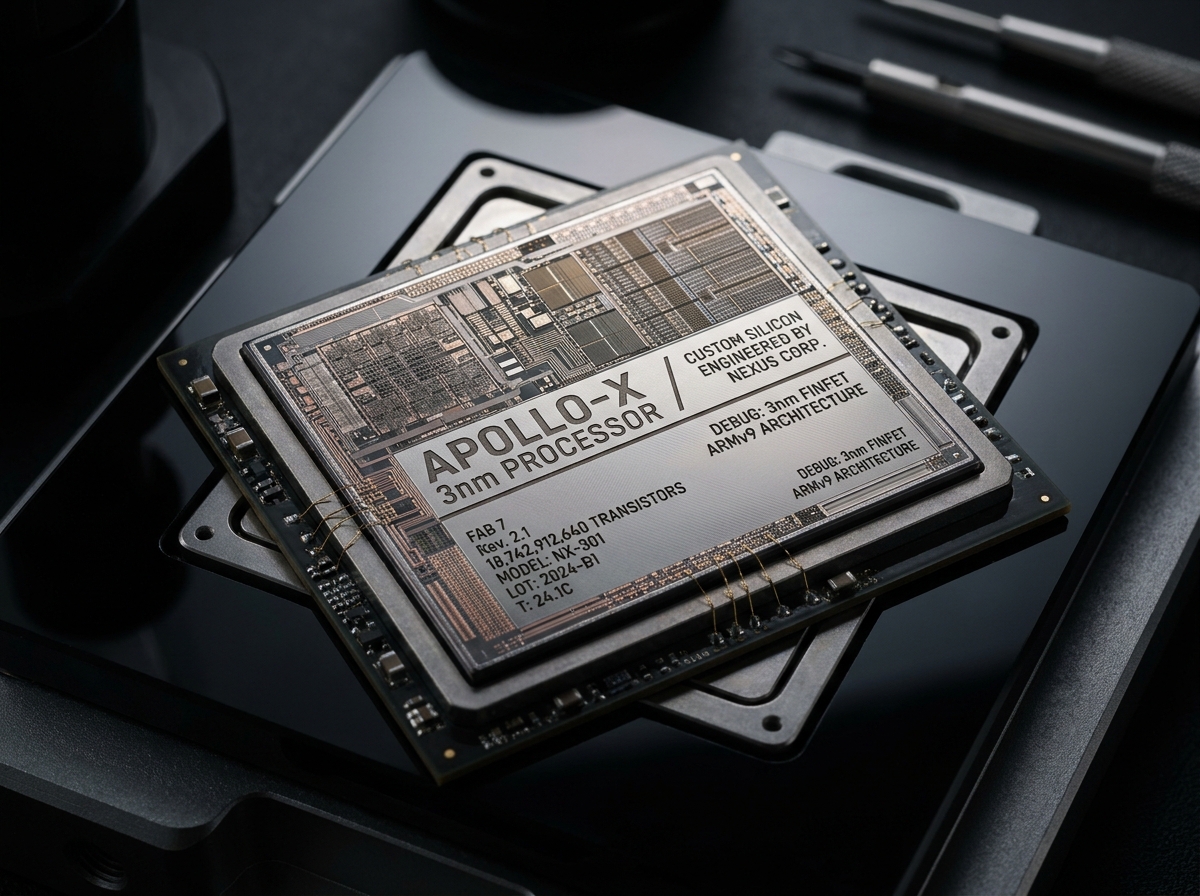 APOLLO-X
3nm PROCESSOR
CUSTOM SILICON
ENGINEERED BY
NEXUS CORP.
DEBUG: 3nm FINFET
ARMv9 ARCHITECTURE
DEBUG: 3nm FINFET
ARMv9 ARCHITECTURE
FAB 7
Rev. 2.1
18,742,912,640 TRANSISTORS
MODEL: NX-301
LOT: 2024-B1
T: 24.1C